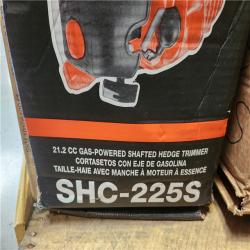 21.2 CC GAS-POWERED SHAFTED HEDGE TRIMMER
CORTASETOS CON EJE DE GASOLINA
TAILLE-HAIE AVEC MANCHE À MOTEUR À ESSENCE
SHC-225S